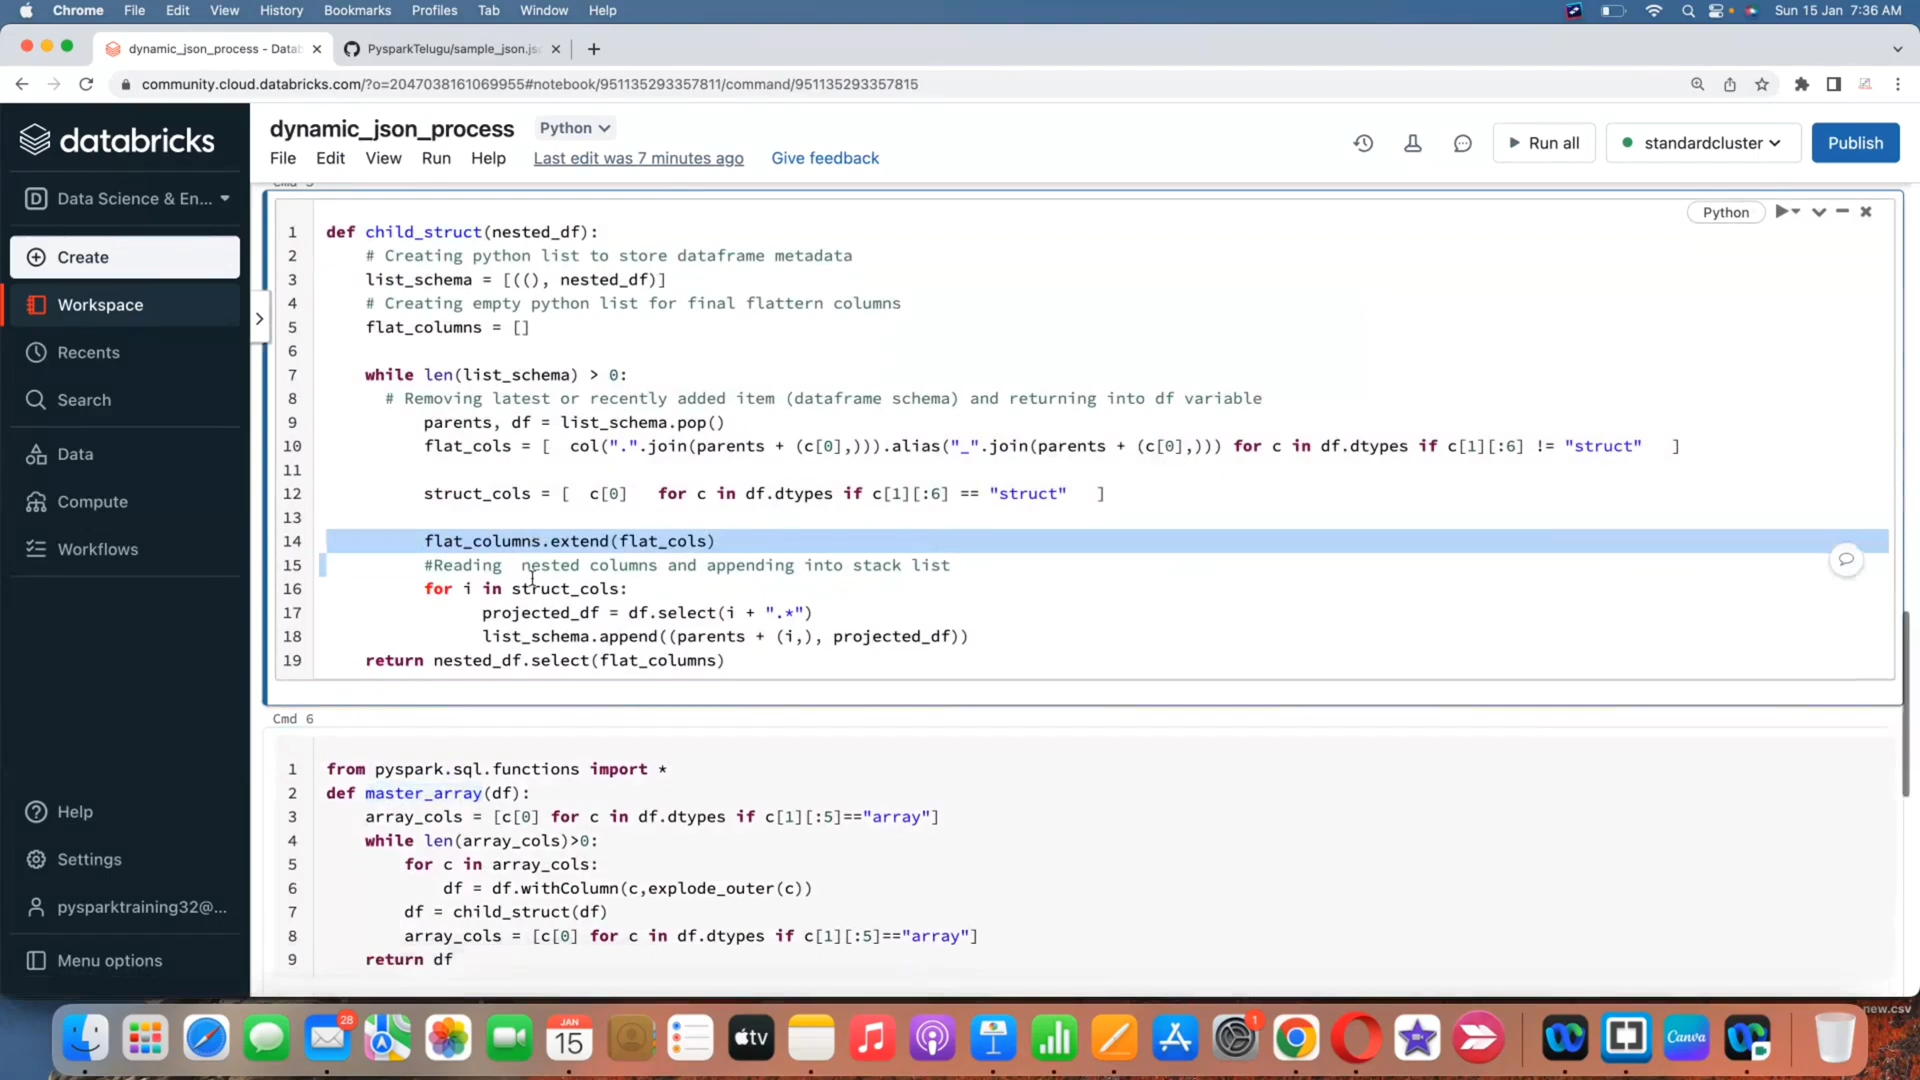 Chrome File Edit View History Bookmarks Profiles Tab Window Help Sun 15 Jan 7:36 AM
dynamic_json_process - Datab
PysparkTelugu/sample_json.js
community.cloud.databricks.com/?o=2047038161069955#notebook/951135293357811/command/951135293357815
databricks
D Data Science & En...
Create
Workspace
Recents
Search
Data
Compute
Workflows
Help
Settings
pysparktraining32@...
Menu options
dynamic_json_process Python
File Edit View Run Help Last edit was 7 minutes ago Give feedback
Run all standardcluster Publish
Python
1 def child_struct(nested_df):
2 # Creating python list to store dataframe metadata
3 list_schema = [((), nested_df)]
4 # Creating empty python list for final flattern columns
5 flat_columns = []
6
7 while len(list_schema) > 0:
8 # Removing latest or recently added item (dataframe schema) and returning into df variable
9 parents, df = list_schema.pop()
10 flat_cols = [ col(".".join(parents + (c[0],))).alias("_".join(parents + (c[0],))) for c in df.dtypes if c[1][:6] != "struct" ]
11
12 struct_cols = [ c[0] for c in df.dtypes if c[1][:6] == "struct" ]
13
14 flat_columns.extend(flat_cols)
15 #Reading nested columns and appending into stack list
16 for i in struct_cols:
17 projected_df = df.select(i + ".*")
18 list_schema.append((parents + (i,), projected_df))
19 return nested_df.select(flat_columns)
Cmd 6
1 from pyspark.sql.functions import *
2 def master_array(df):
3 array_cols = [c[0] for c in df.dtypes if c[1][:5]=="array"]
4 while len(array_cols)>0:
5 for c in array_cols:
6 df = df.withColumn(c,explode_outer(c))
7 df = child_struct(df)
8 array_cols = [c[0] for c in df.dtypes if c[1][:5]=="array"]
9 return df
new.csv
28
JAN
15
tv
1
Canva